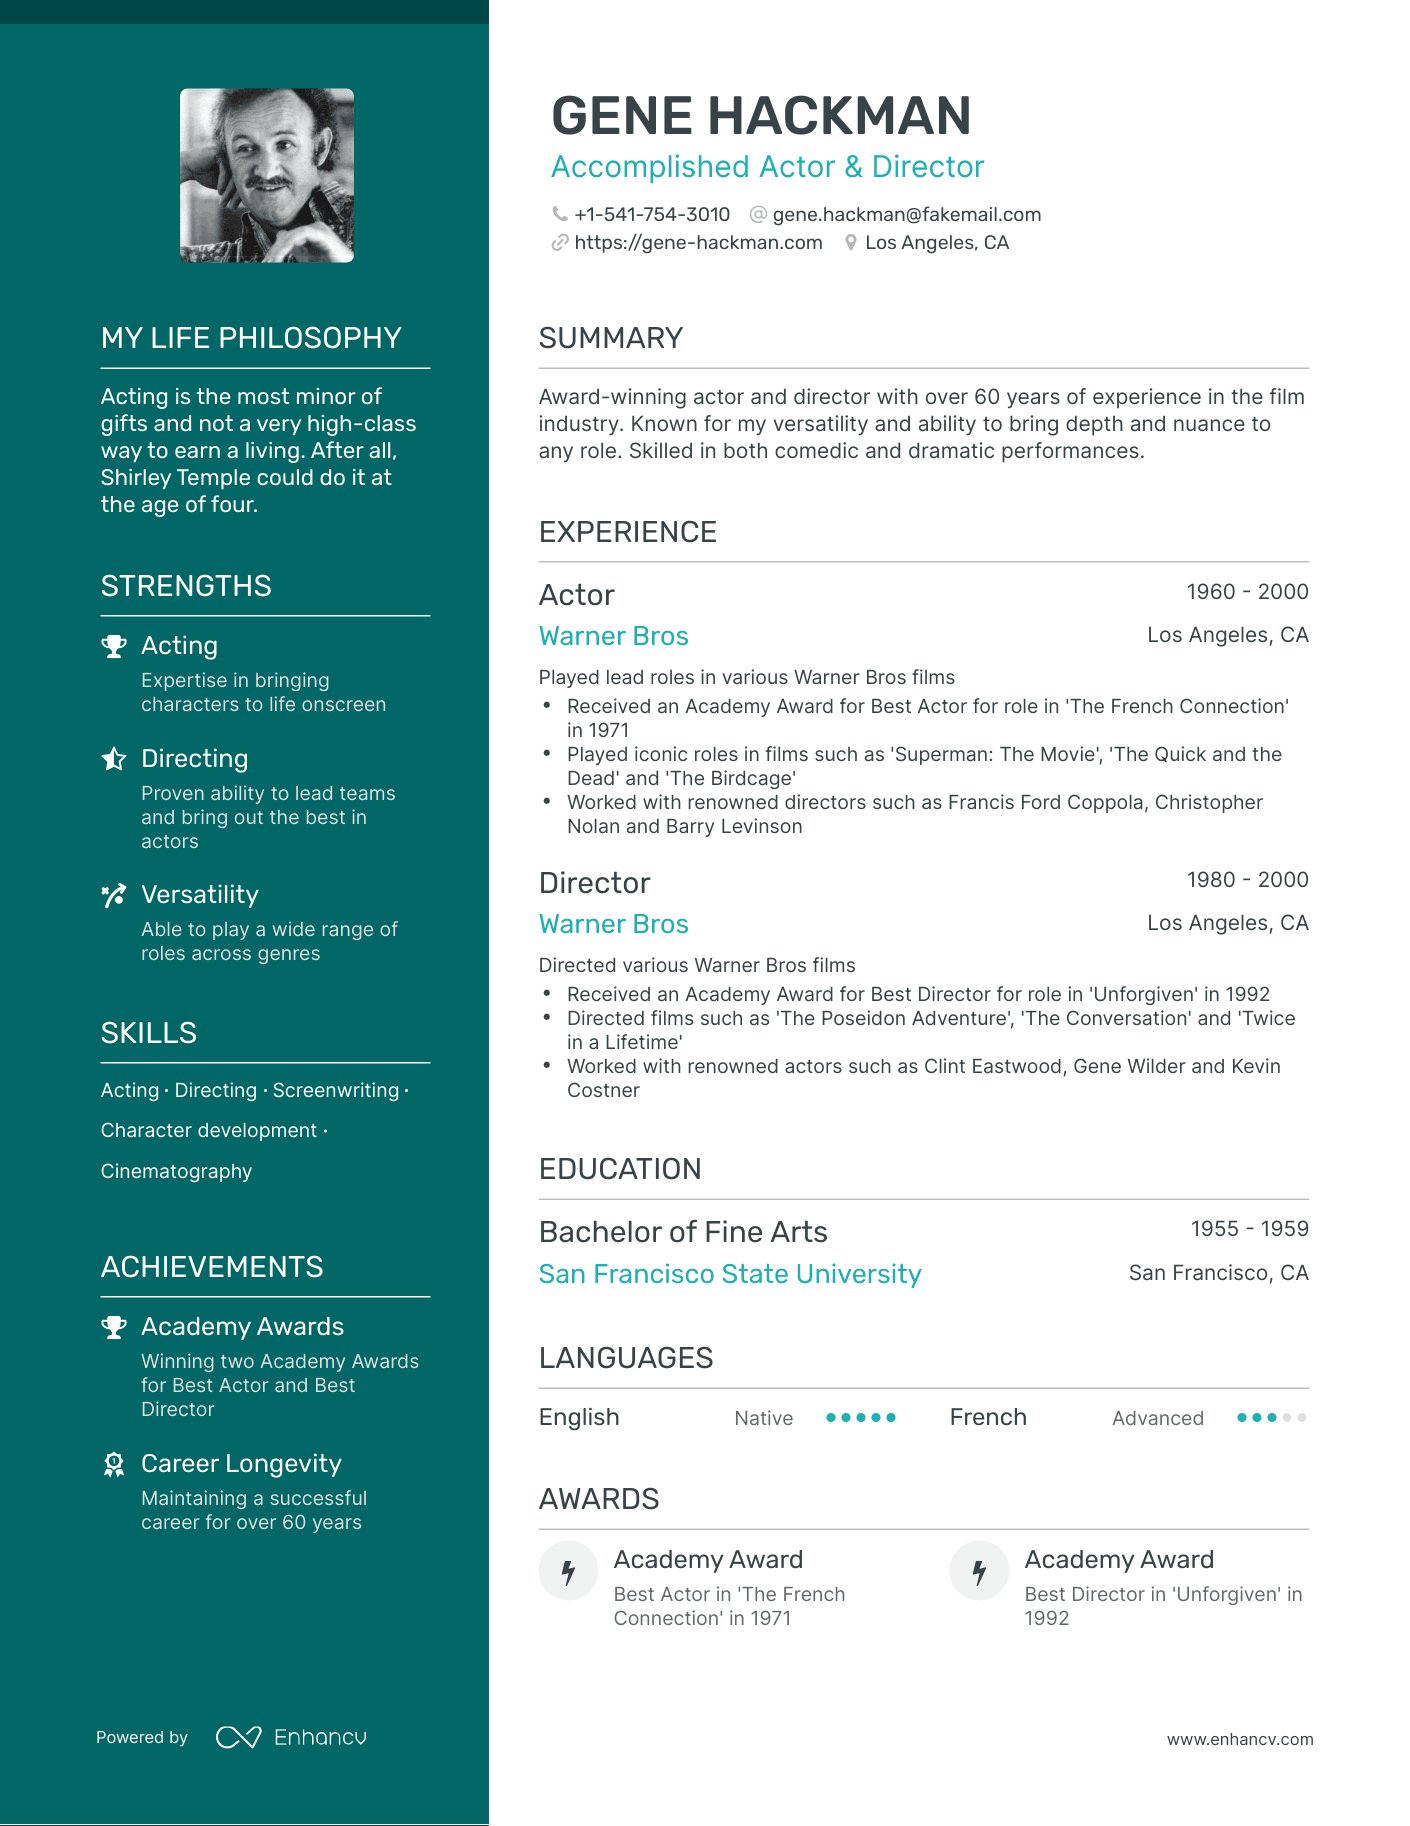 GENE HACKMAN
Accomplished Actor & Director
+1-541-754-3010 @ gene.hackman@fakemail.com
https://gene-hackman.com Los Angeles, CA
MY LIFE PHILOSOPHY
Acting is the most minor of
gifts and not a very high-class
way to earn a living. After all,
Shirley Temple could do it at
the age of four.
STRENGTHS
Acting
Expertise in bringing
characters to life onscreen
Directing
Proven ability to lead teams
and bring out the best in
actors
Versatility
Able to play a wide range of
roles across genres
SKILLS
Acting · Directing · Screenwriting ·
Character development ·
Cinematography
ACHIEVEMENTS
Academy Awards
Winning two Academy Awards
for Best Actor and Best
Director
Career Longevity
Maintaining a successful
career for over 60 years
SUMMARY
Award-winning actor and director with over 60 years of experience in the film
industry. Known for my versatility and ability to bring depth and nuance to
any role. Skilled in both comedic and dramatic performances.
EXPERIENCE
Actor 1960 - 2000
Warner Bros Los Angeles, CA
Played lead roles in various Warner Bros films
• Received an Academy Award for Best Actor for role in 'The French Connection'
in 1971
• Played iconic roles in films such as 'Superman: The Movie', 'The Quick and the
Dead' and 'The Birdcage'
• Worked with renowned directors such as Francis Ford Coppola, Christopher
Nolan and Barry Levinson
Director 1980 - 2000
Warner Bros Los Angeles, CA
Directed various Warner Bros films
• Received an Academy Award for Best Director for role in 'Unforgiven' in 1992
• Directed films such as 'The Poseidon Adventure', 'The Conversation' and 'Twice
in a Lifetime'
• Worked with renowned actors such as Clint Eastwood, Gene Wilder and Kevin
Costner
EDUCATION
Bachelor of Fine Arts 1955 - 1959
San Francisco State University San Francisco, CA
LANGUAGES
English Native French Advanced
AWARDS
Academy Award
Best Actor in 'The French
Connection' in 1971
Academy Award
Best Director in 'Unforgiven' in
1992
Powered by Enhancv
www.enhancv.com